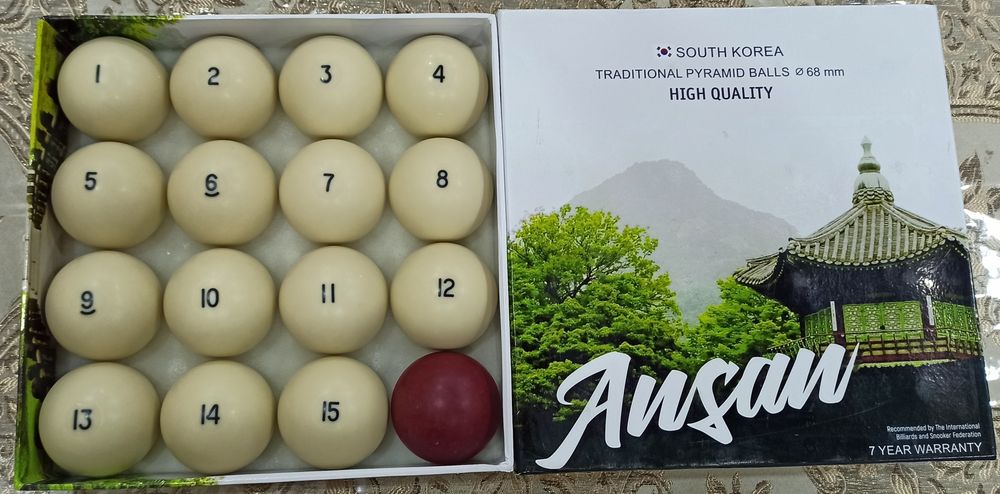 1 2 3 4
5 6 7 8
9 10 11 12
13 14 15
SOUTH KOREA
TRADITIONAL PYRAMID BALLS Ø 68 mm
HIGH QUALITY
Ansan
Recommended by The International
Billiards and Snooker Federation
7 YEAR WARRANTY